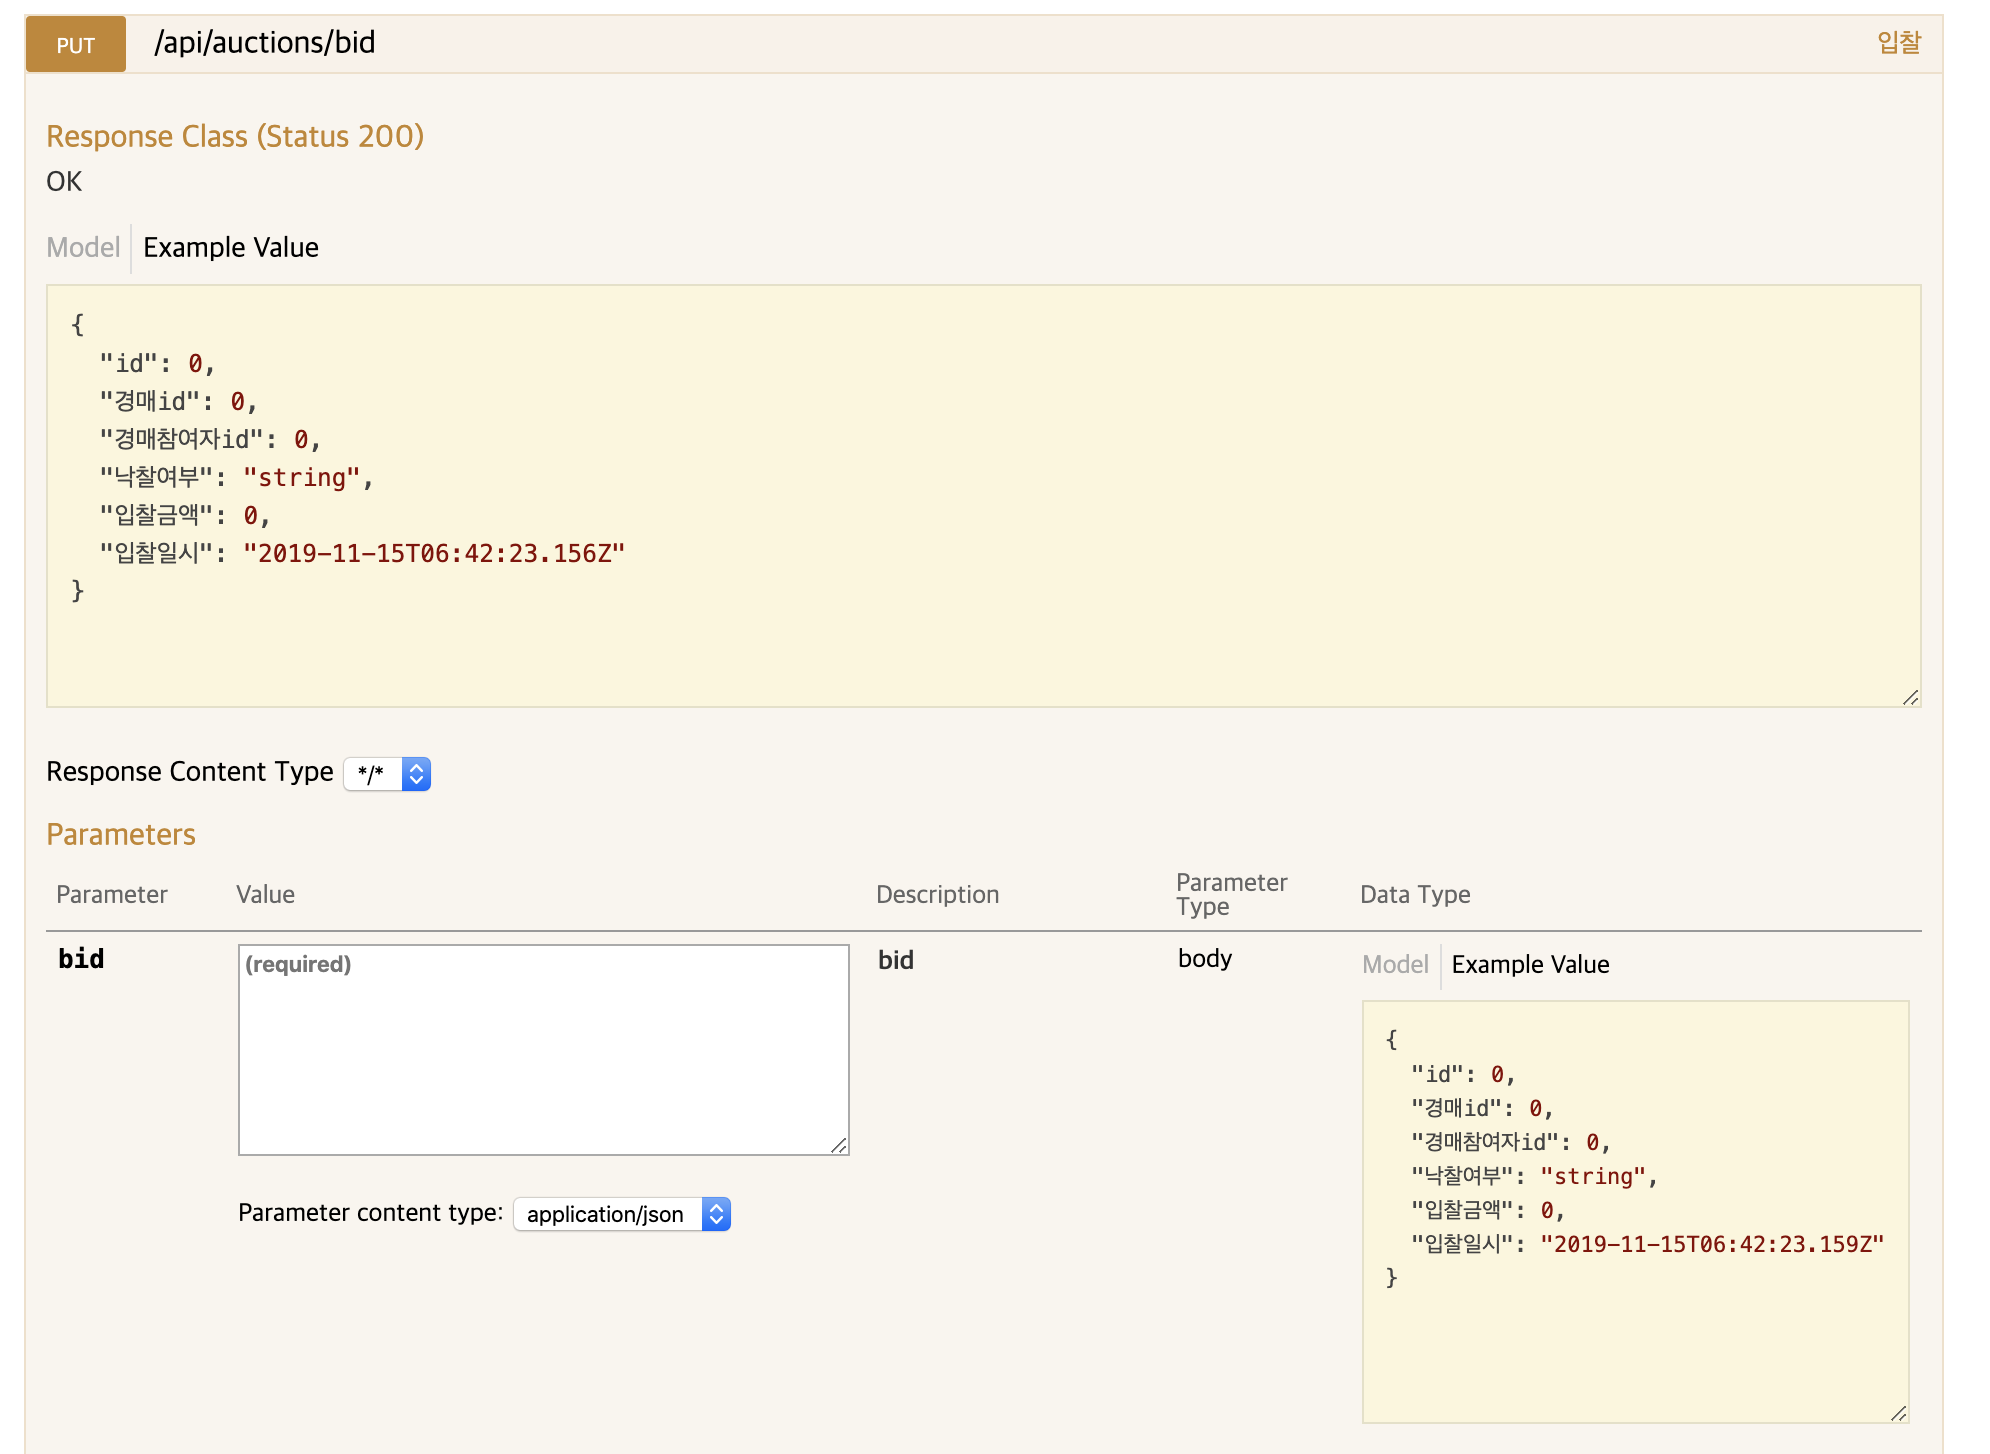 PUT /api/auctions/bid 입찰
Response Class (Status 200)
OK
Model Example Value
{
"id": 0,
"경매id": 0,
"경매참여자id": 0,
"낙찰여부": "string",
"입찰금액": 0,
"입찰일시": "2019-11-15T06:42:23.156Z"
}
Response Content Type */*
Parameters
Parameter Value Description Parameter Type Data Type
bid (required) bid body Model Example Value
{
"id": 0,
"경매id": 0,
"경매참여자id": 0,
"낙찰여부": "string",
"입찰금액": 0,
"입찰일시": "2019-11-15T06:42:23.159Z"
}
Parameter content type: application/json